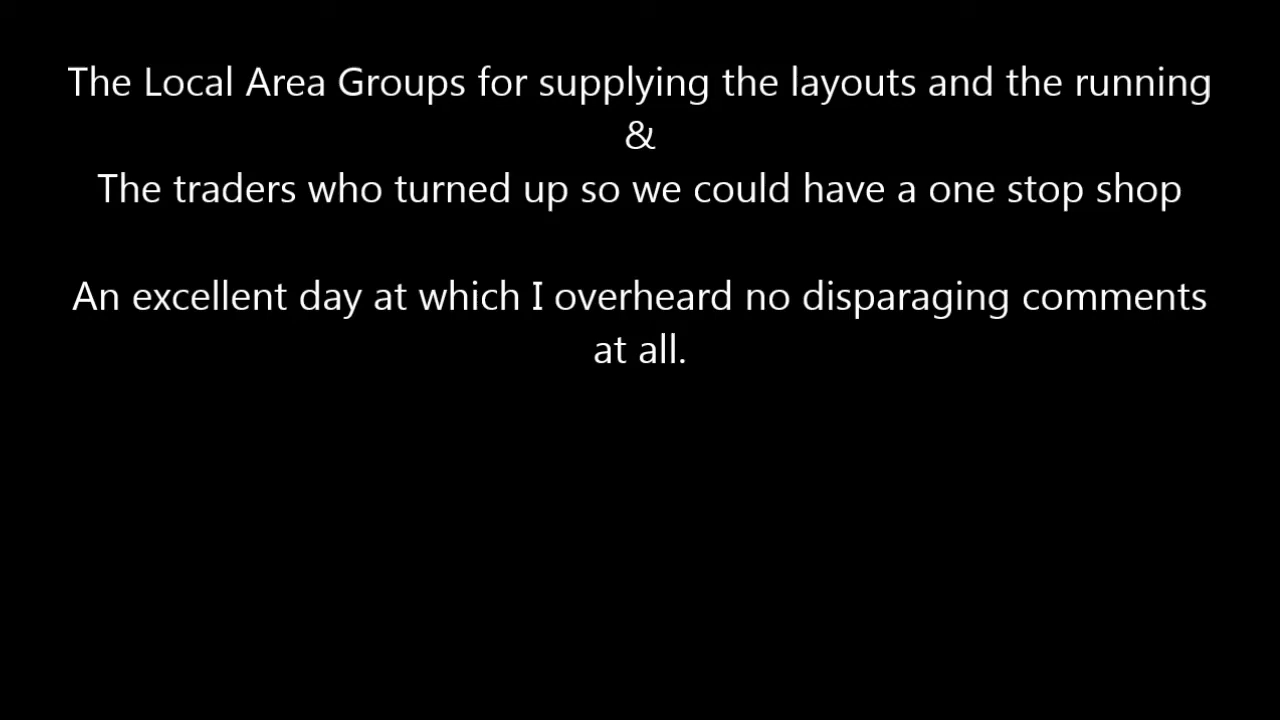 The Local Area Groups for supplying the layouts and the running
&
The traders who turned up so we could have a one stop shop
An excellent day at which I overheard no disparaging comments
at all.